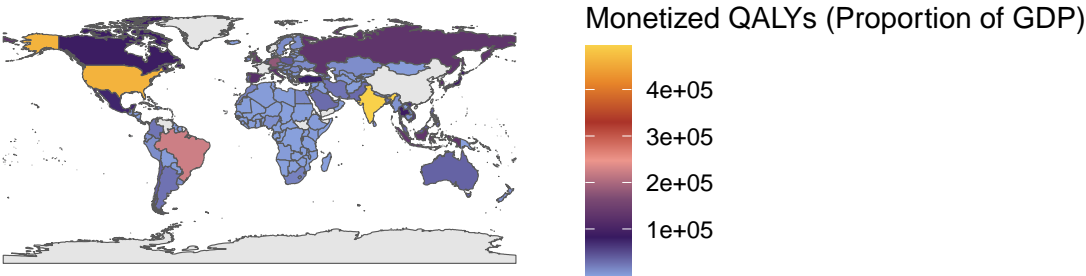 Monetized QALYs (Proportion of GDP)
4e+05
3e+05
2e+05
1e+05